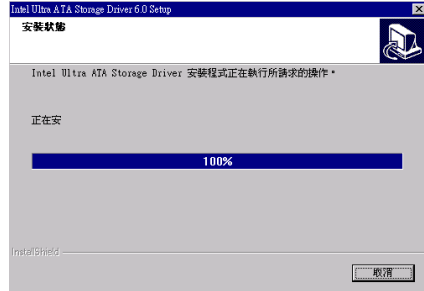 Intel Ultra ATA Storage Driver 6.0 Setup
安裝狀態
Intel Ultra ATA Storage Driver 安裝程式正在執行所請求的操作。
正在安
100%
InstallShield
取消